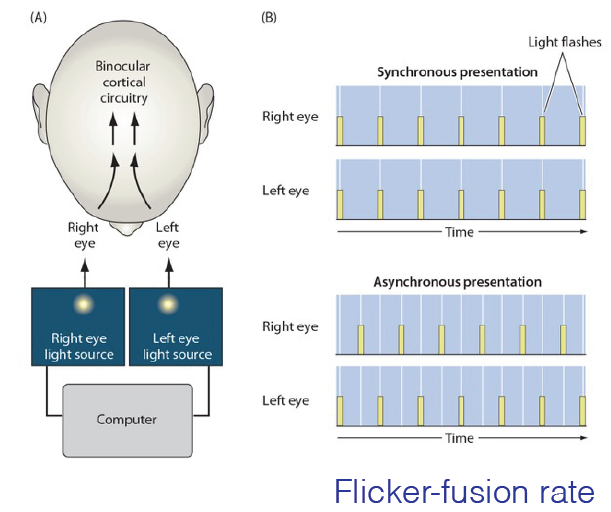 (A)
Binocular
cortical
circuitry
Right
eye
Left
eye
Right eye
light source
Left eye
light source
Computer
(B)
Light flashes
Synchronous presentation
Right eye
Left eye
Time
Asynchronous presentation
Right eye
Left eye
Time
Flicker-fusion rate